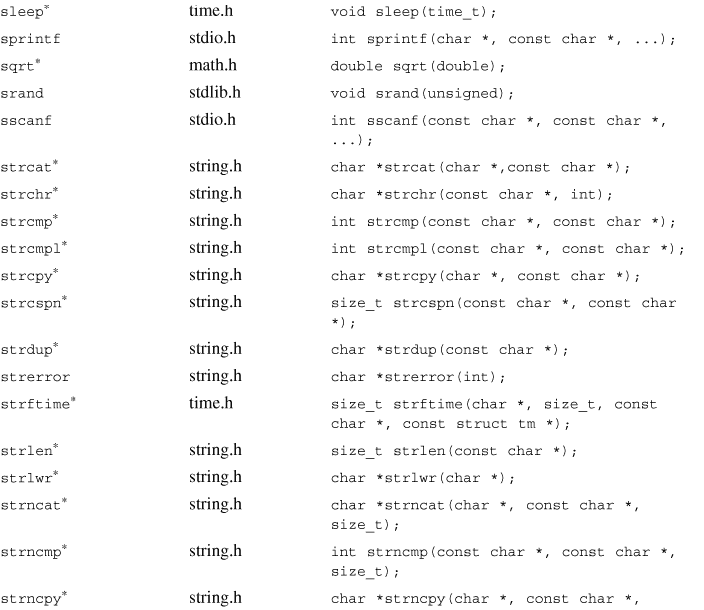 sleep* time.h void sleep(time_t);
sprintf stdio.h int sprintf(char *, const char *, ...);
sqrt* math.h double sqrt(double);
srand stdlib.h void srand(unsigned);
sscanf stdio.h int sscanf(const char *, const char *,
...);
strcat* string.h char *strcat(char *,const char *);
strchr* string.h char *strchr(const char *, int);
strcmp* string.h int strcmp(const char *, const char *);
strcmpl* string.h int strcmpl(const char *, const char *);
strcpy* string.h char *strcpy(char *, const char *);
strcspn* string.h size_t strcspn(const char *, const char
*);
strdup* string.h char *strdup(const char *);
strerror string.h char *strerror(int);
strftime* time.h size_t strftime(char *, size_t, const
char *, const struct tm *);
strlen* string.h size_t strlen(const char *);
strlwr* string.h char *strlwr(char *);
strncat* string.h char *strncat(char *, const char *,
size_t);
strncmp* string.h int strncmp(const char *, const char *,
size_t);
strncpy* string.h char *strncpy(char *, const char *,